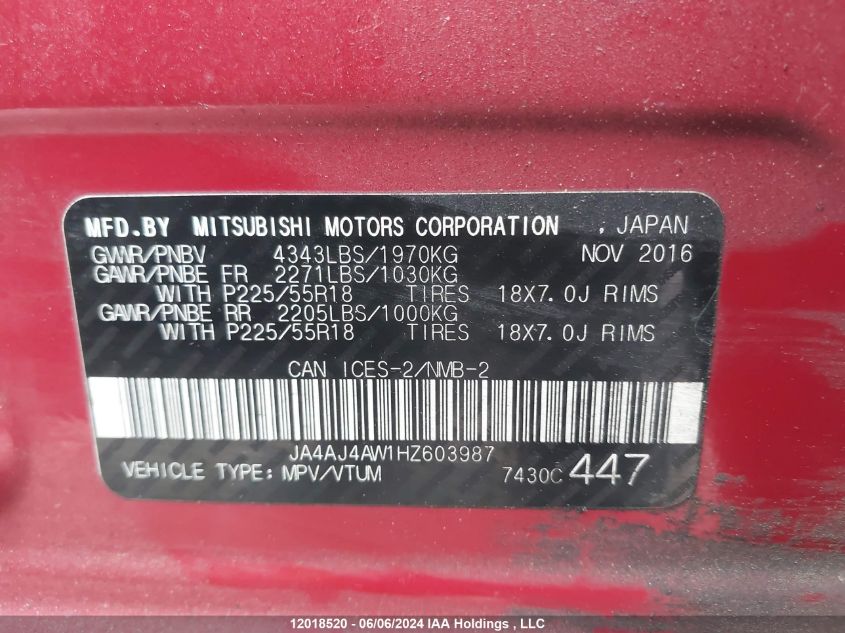 MFD.BY MITSUBISHI MOTORS CORPORATION , JAPAN
GVWR/PNBV 4343LBS/1970KG NOV 2016
GAWR/PNBE FR 2271LBS/1030KG
WITH P225/55R18 TIRES 18X7.0J RIMS
GAWR/PNBE RR 2205LBS/1000KG
WITH P225/55R18 TIRES 18X7.0J RIMS
CAN ICES-2/NMB-2
JA4AJ4AW1HZ603987
VEHICLE TYPE: MPV/VTUM 7430C 447
12018520 - 06/06/2024 IAA Holdings , LLC